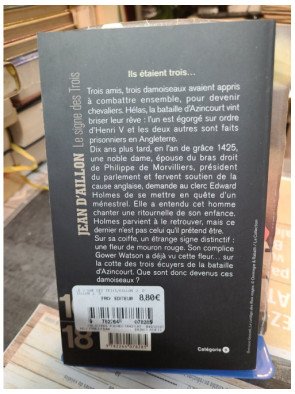 Ils étaient trois...
Trois amis, trois damoiseaux avaient appris
à combattre ensemble, pour devenir
chevaliers. Hélas, la bataille d'Azincourt vint
briser leur rêve : l'un est égorgé sur ordre
d'Henri V et les deux autres sont faits
prisonniers en Angleterre.
Dix ans plus tard, en l'an de grâce 1425,
une noble dame, épouse du bras droit
de Philippe de Morvilliers, président
du parlement et fervent soutien de la
cause anglaise, demande au clerc Edward
Holmes de se mettre en quête d'un
ménestrel. Elle a entendu cet homme
chanter une ritournelle de son enfance.
Holmes parvient à le retrouver, mais ce
dernier n'est pas celui qu'il prétend être.
Sur sa coiffe, un étrange signe distinctif :
une fleur de mouron rouge. Son complice
Gower Watson a déjà vu cette fleur... sur
la cotte des trois écuyers de la bataille
d'Azincourt. Que sont donc devenus ces
damoiseaux ?
JEAN D'AILLON
Le signe des Trois
18
PRIX EDITEUR
8,80€
Catégorie